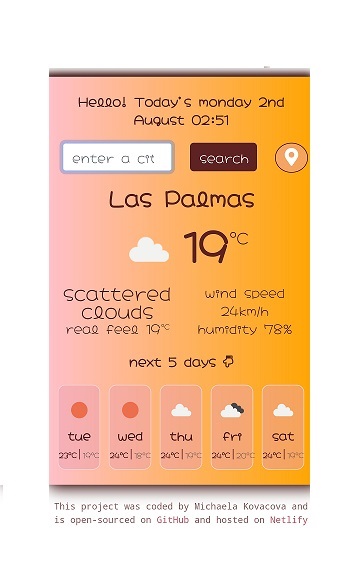 Hello! Today's monday 2nd
August 02:51
enter a cit
search
Las Palmas
19°C
scattered
clouds
real feel 19°C
wind speed
24km/h
humidity 78%
next 5 days
tue
wed
thu
fri
sat
23°C|19°C
24°C|18°C
24°C|19°C
24°C|20°C
24°C|19°C
This project was coded by Michaela Kovacova and
is open-sourced on GitHub and hosted on Netlify